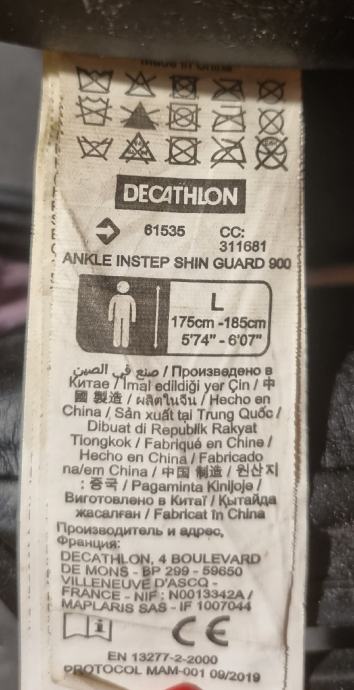 Made in China
DECATHLON
61535 CC:
311681
ANKLE INSTEP SHIN GUARD 900
L
175cm -185cm
5'74" - 6'07"
صنع في الصين / Произведено в
Китае / İmal edildiği yer Çin / 中
國 製造 / ผลิตในจีน / Hecho en
China / Sản xuất tại Trung Quốc /
Dibuat di Republik Rakyat
Tiongkok / Fabriqué en Chine /
Hecho en China / Fabricado
na/em China / 中国 制造 / 원산지
: 중국 / Pagaminta Kinijoje /
Виготовлено в Китаї / Қытайда
жасалған / Fabricat în China
Производитель и адрес,
Франция:
DECATHLON, 4 BOULEVARD
DE MONS - BP 299 - 59650
VILLENEUVE D'ASCQ -
FRANCE - NIF : N0013342A /
MAPLARIS SAS - IF 1007044
CE
EN 13277-2-2000
PROTOCOL MAM-001 09/2019